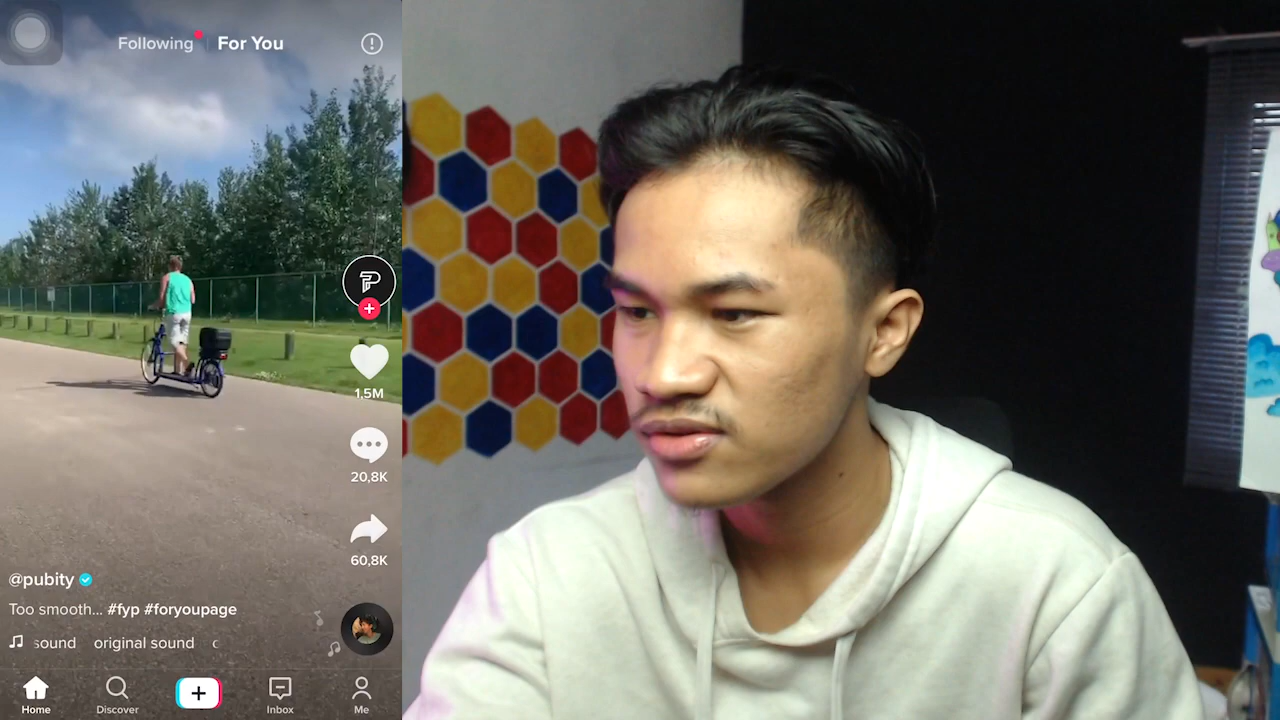 Following
For You
1.5M
20,8K
60,8K
@pubity
Too smooth... #fyp #foryoupage
sound original sound
Home
Discover
Inbox
Me